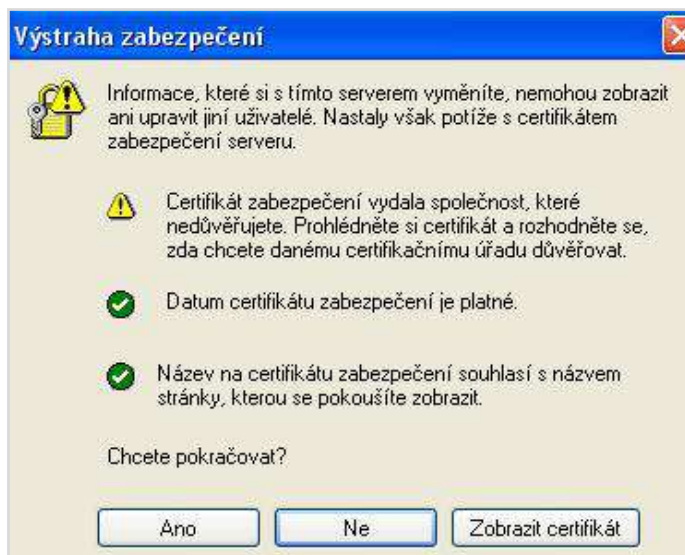 Výstraha zabezpečení
Informace, které si s tímto serverem vyměníte, nemohou zobrazit
ani upravit jiní uživatelé. Nastaly však potíže s certifikátem
zabezpečení serveru.
Certifikát zabezpečení vydala společnost, které
nedůvěřujete. Prohlédněte si certifikát a rozhodněte se,
zda chcete danému certifikačnímu úřadu důvěřovat.
Datum certifikátu zabezpečení je platné.
Název na certifikátu zabezpečení souhlasí s názvem
stránky, kterou se pokoušíte zobrazit.
Chcete pokračovat?
Ano
Ne
Zobrazit certifikát